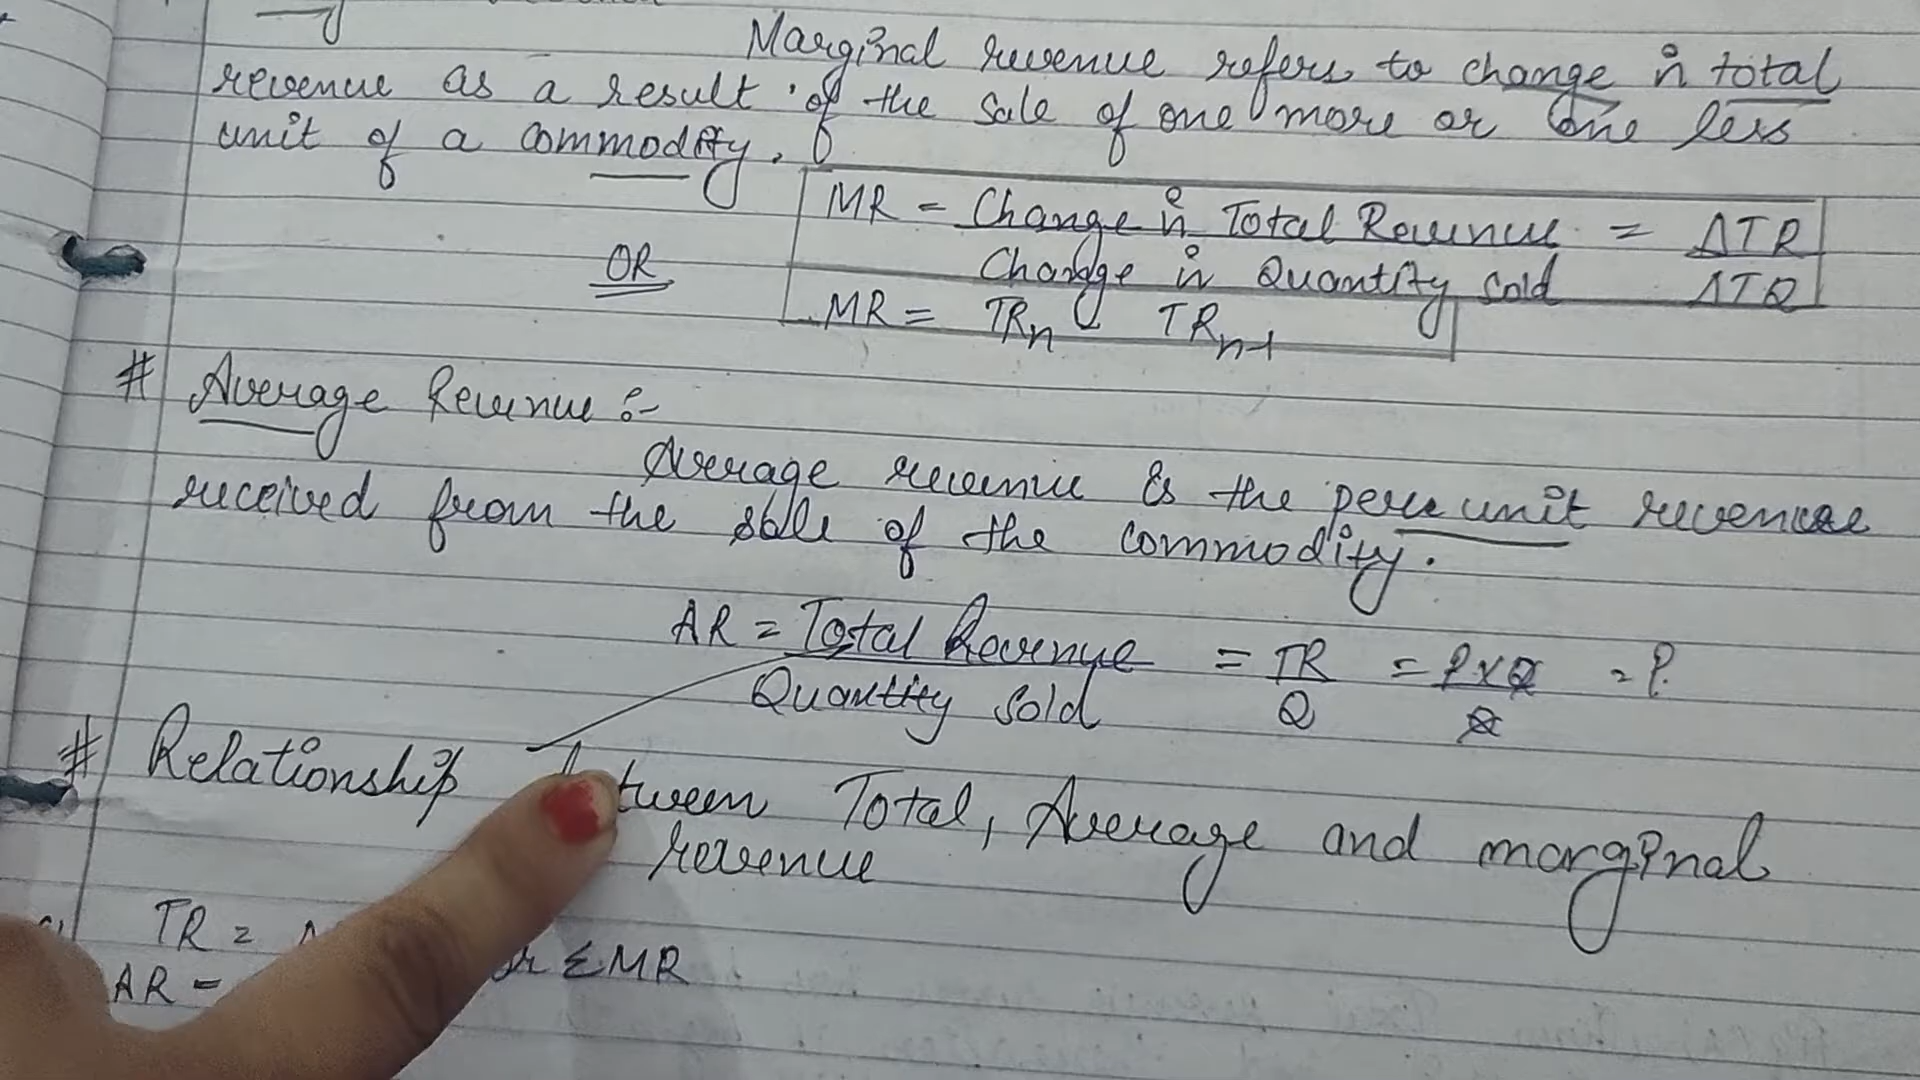 Marginal revenue refers to change in total
revenue as a result of the sale of one more or one less
unit of a commodity.
MR = Change in Total Revenue = ΔTR
Change in Quantity sold ΔTQ
OR
MR = TRn TRn-1
# Average Revenue :-
Average revenue is the per unit revenue
received from the sale of the commodity.
AR = Total Revenue = TR = P×Q = P.
Quantity Sold Q Q
# Relationship tween Total, Average and marginal
revenue
TR = or ΣMR
AR =